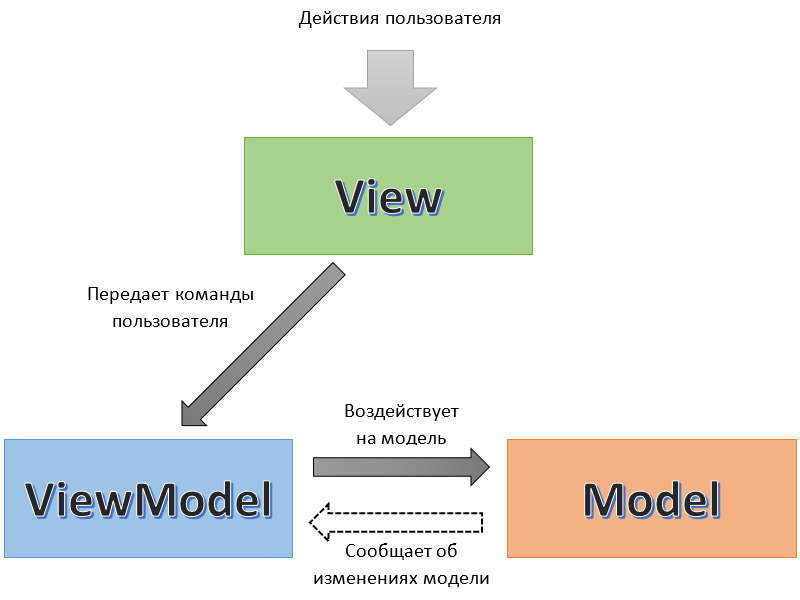 Действия пользователя
View
Передает команды
пользователя
Воздействует
на модель
ViewModel
Model
Сообщает об
изменениях модели